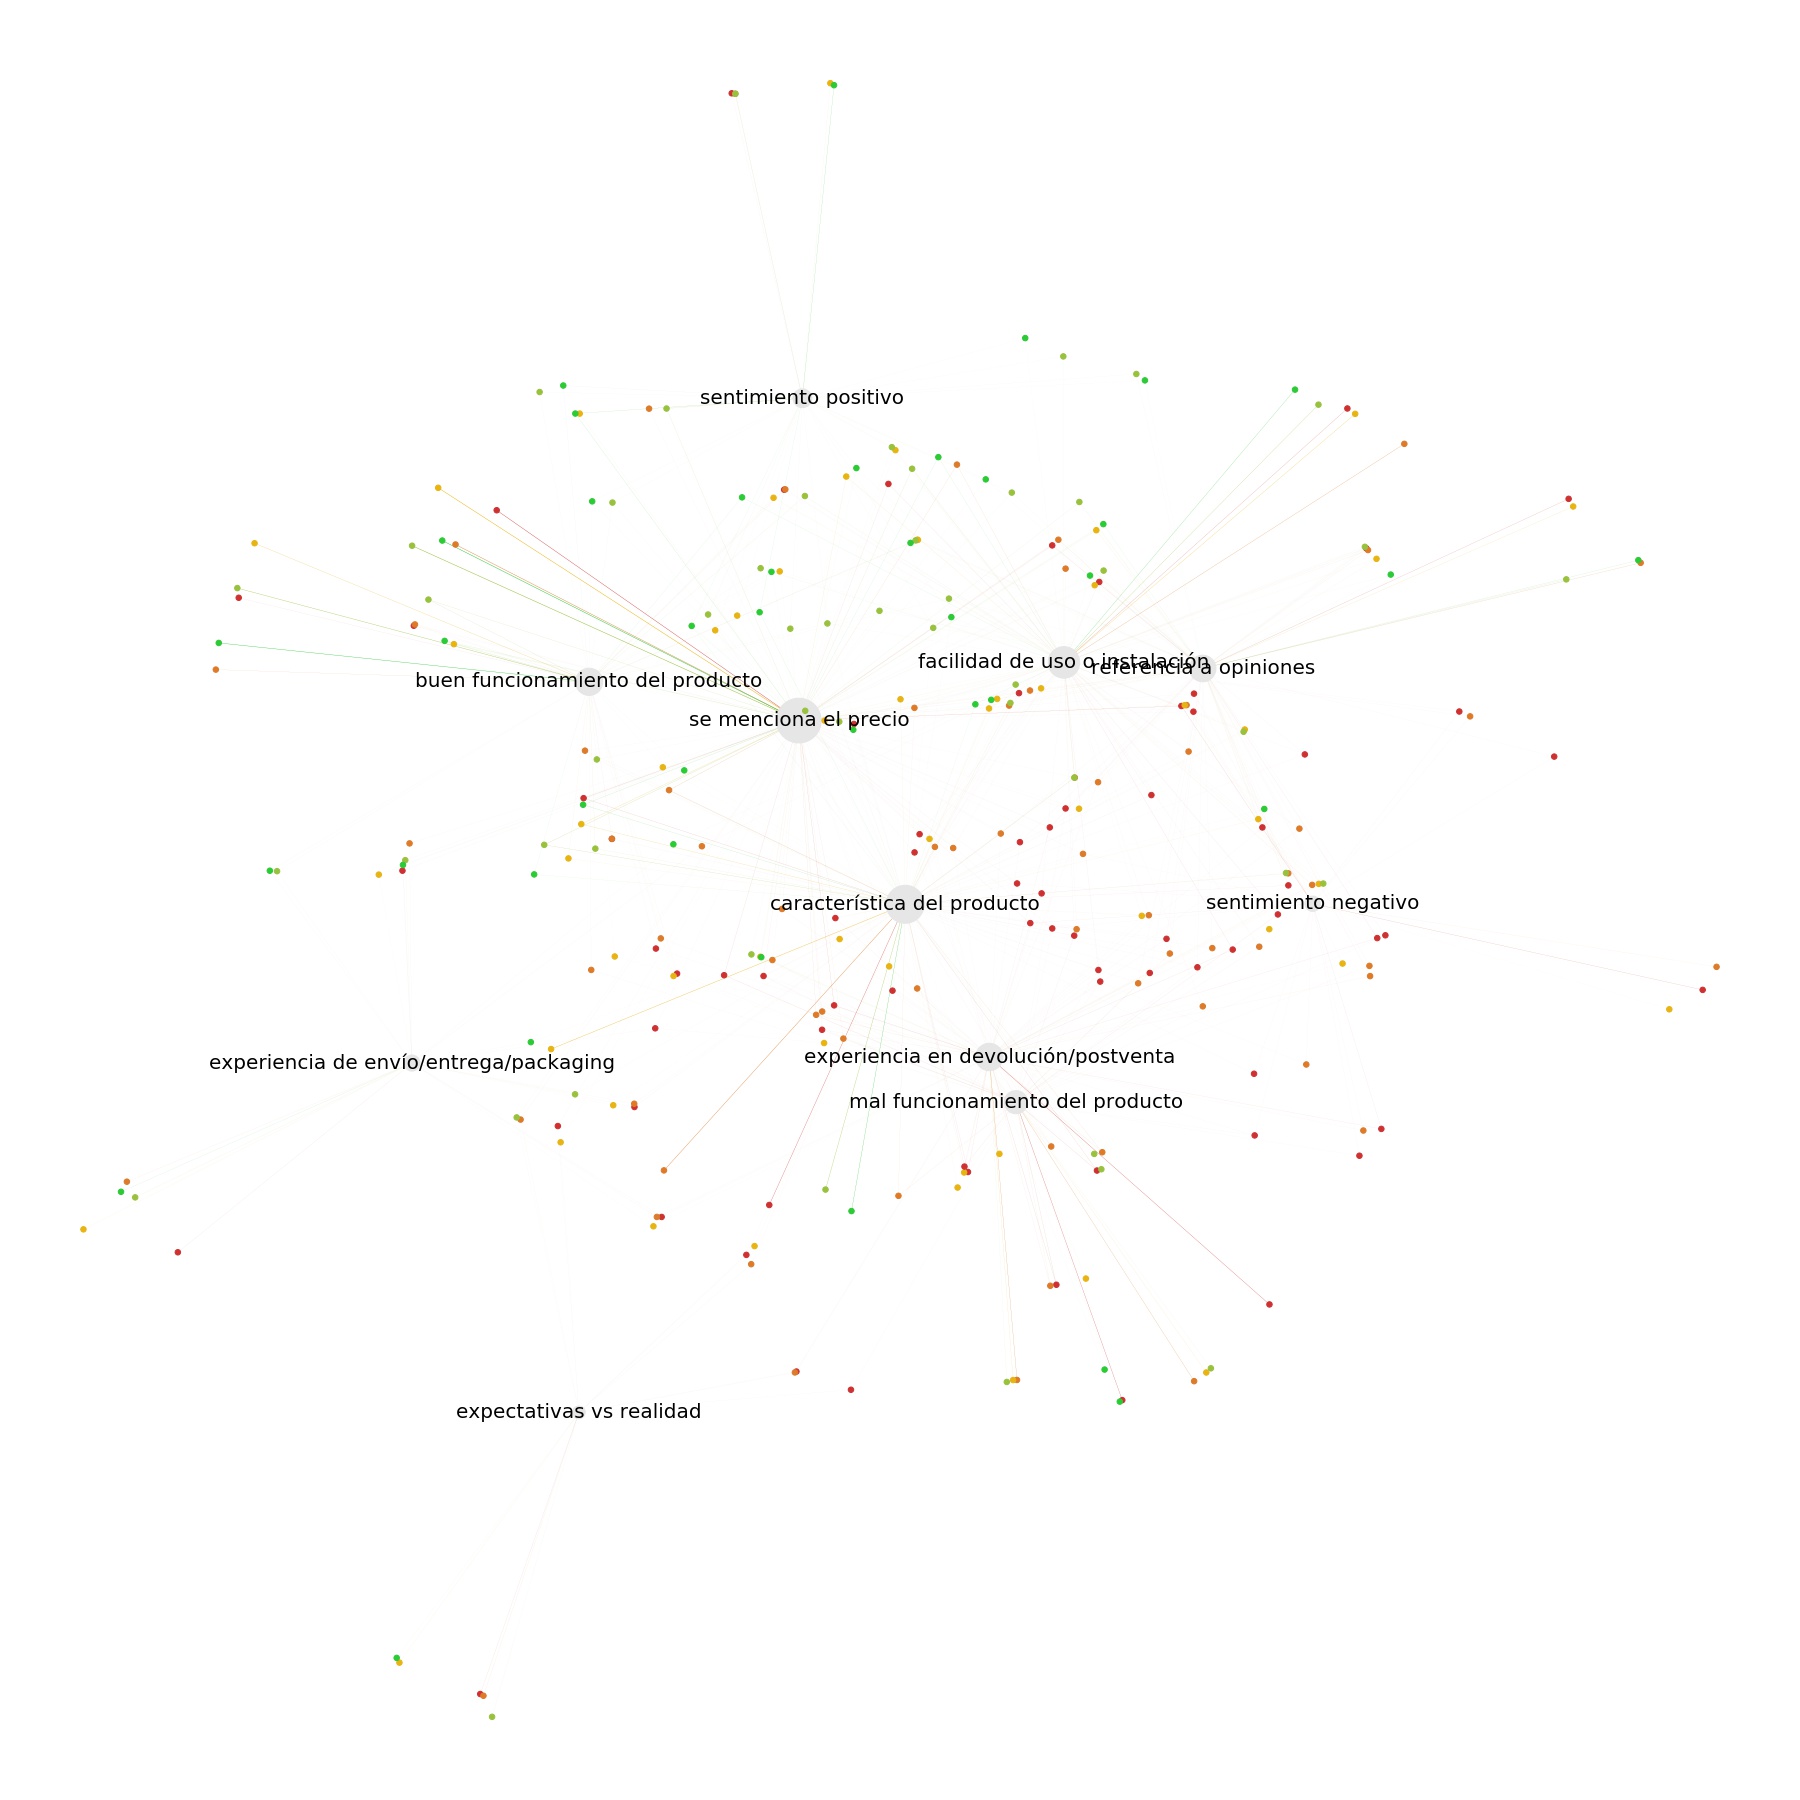 sentimiento positivo
facilidad de uso o instalación
referencia a opiniones
buen funcionamiento del producto
se menciona el precio
característica del producto
sentimiento negativo
experiencia de envío/entrega/packaging
experiencia en devolución/postventa
mal funcionamiento del producto
expectativas vs realidad